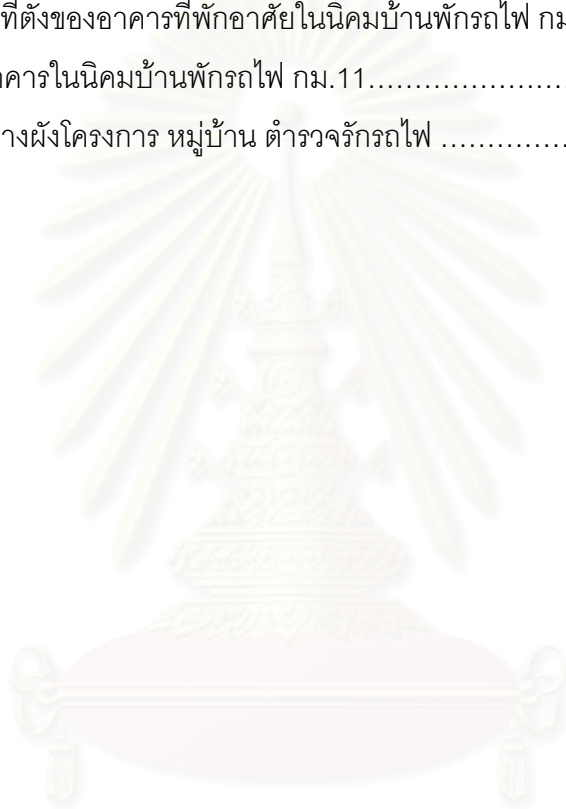 ที่ตั้งของอาคารที่พักอาศัยในนิคมบ้านพักรถไฟ กม
าคารในนิคมบ้านพักรถไฟ กม.11......................
างผังโครงการ หมู่บ้าน ตำรวจรักรถไฟ ..............